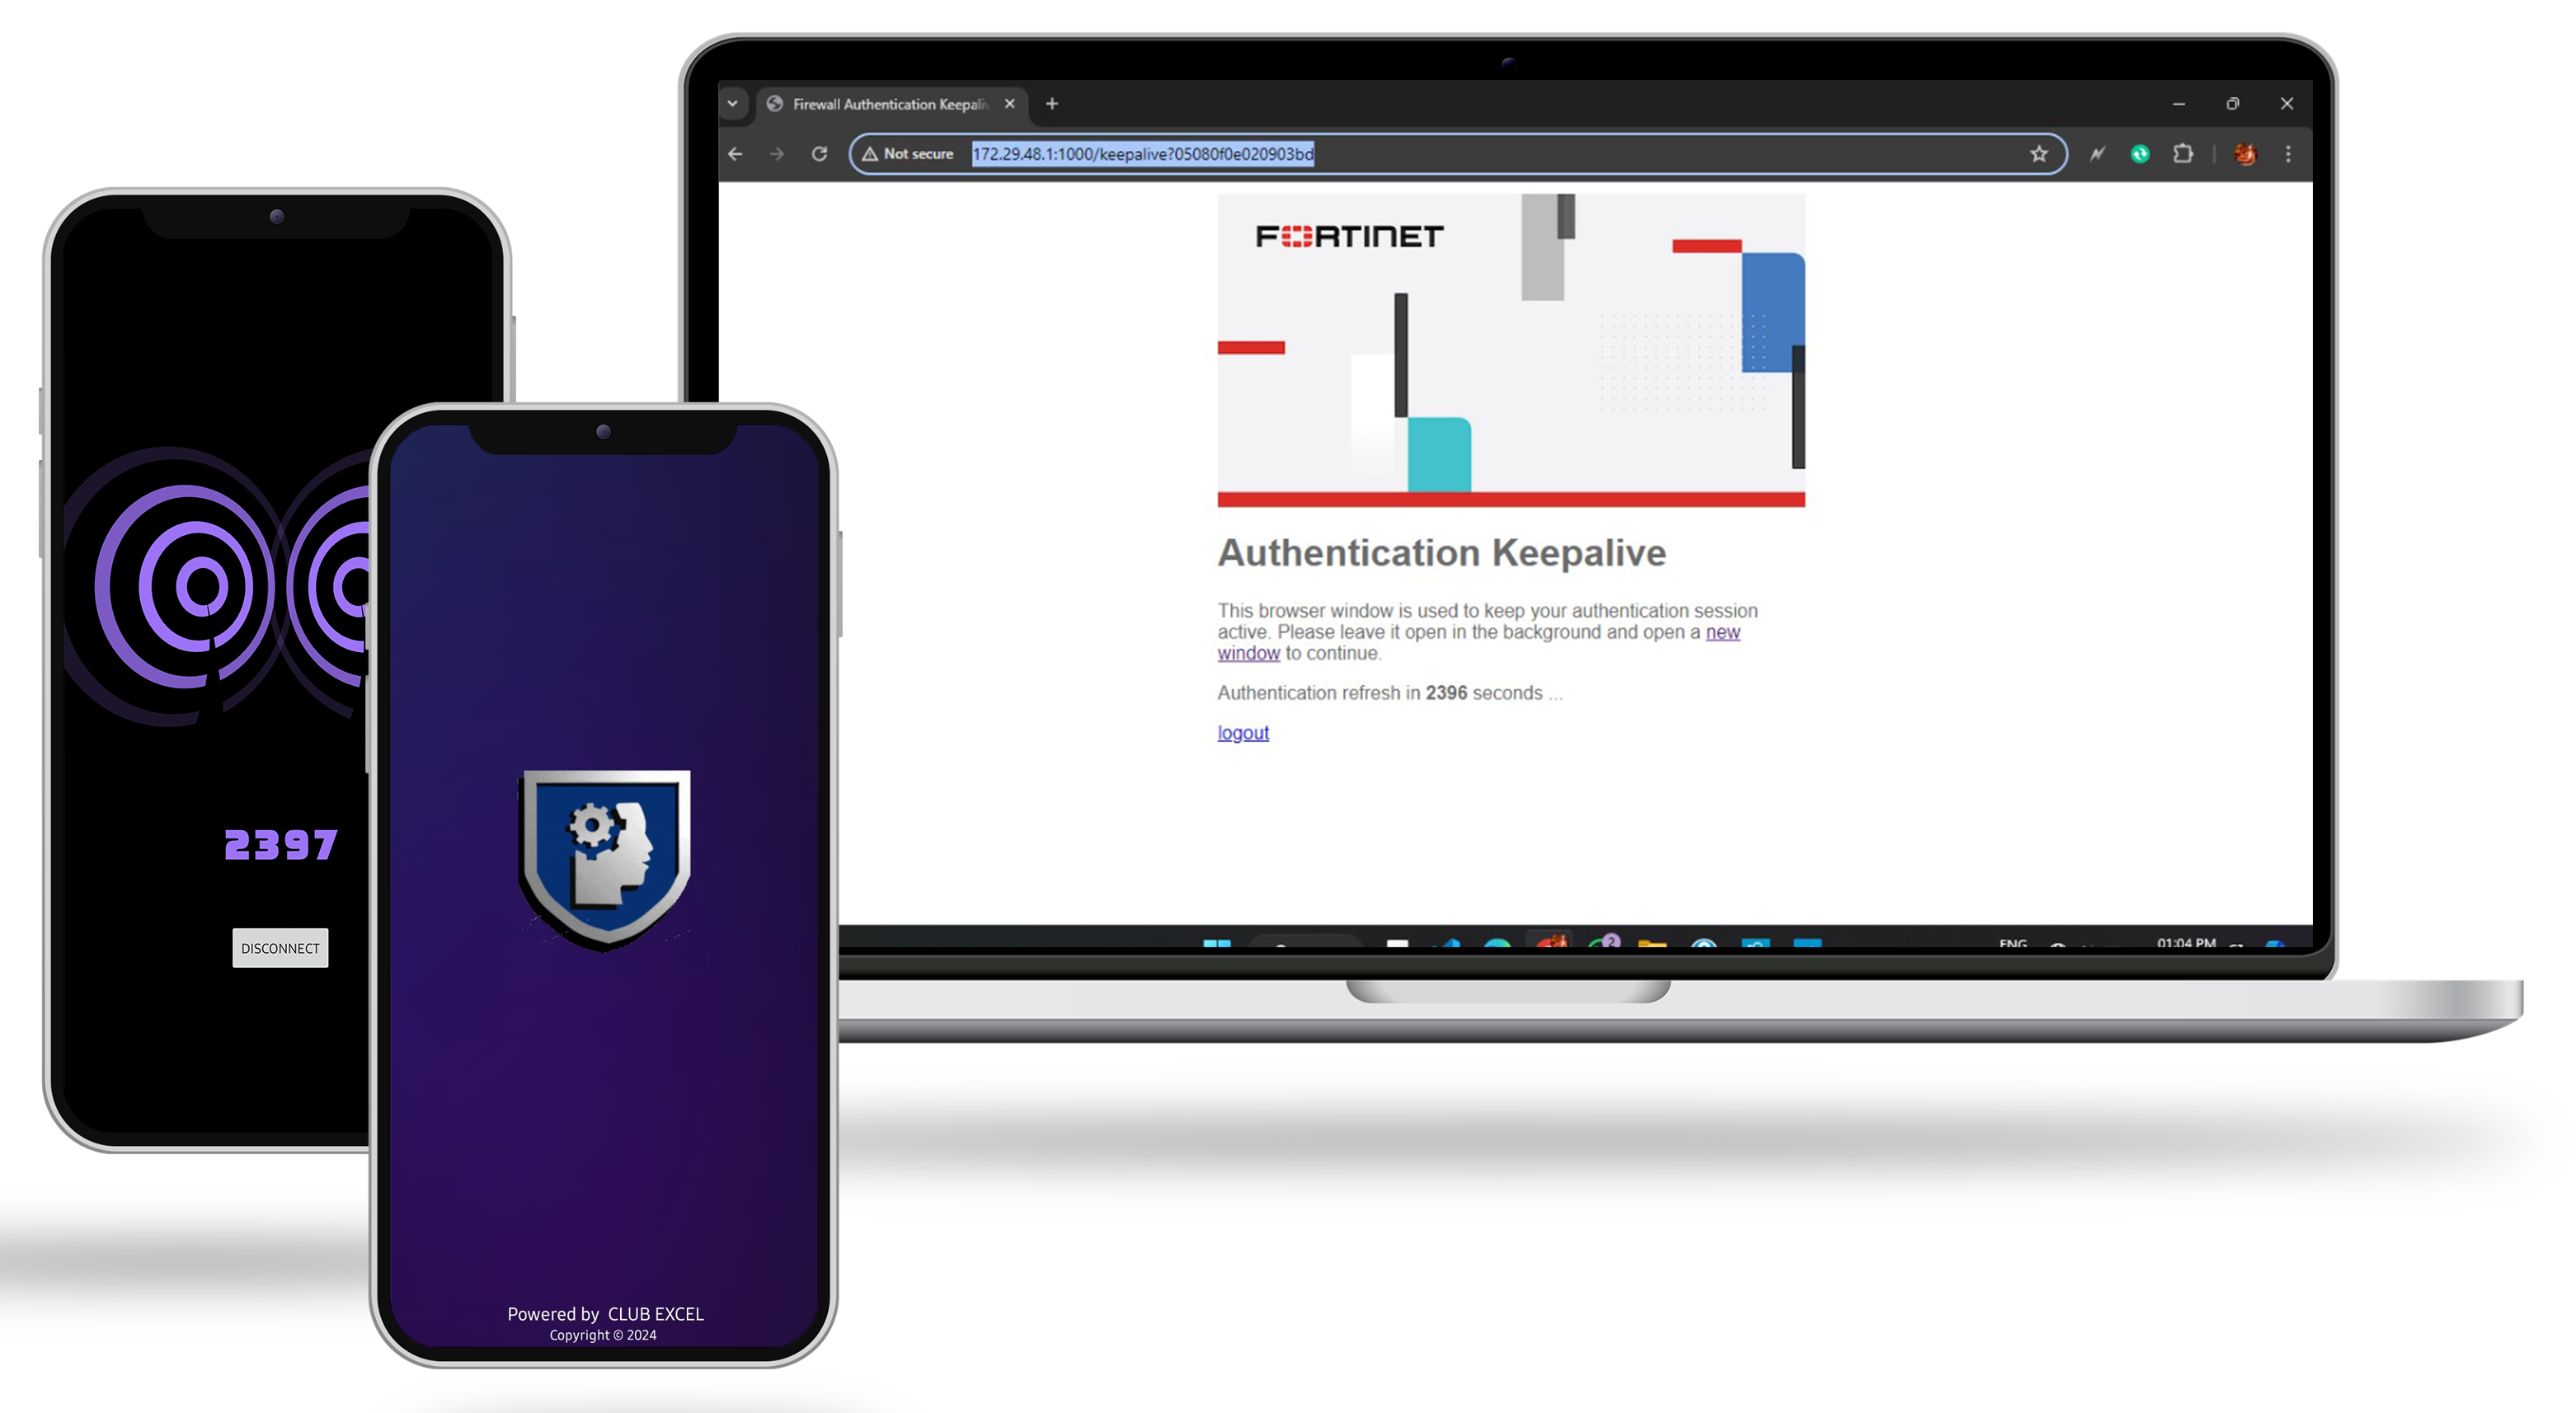 Firewall Authentication Keepali
Not secure
172.29.48.1:1000/keepalive?05080f0e020903bd
FORTINET
Authentication Keepalive
This browser window is used to keep your authentication session
active. Please leave it open in the background and open a new
window to continue.
Authentication refresh in 2396 seconds ...
logout
2
ENG
01:04 PM
2397
DISCONNECT
Powered by CLUB EXCEL
Copyright © 2024